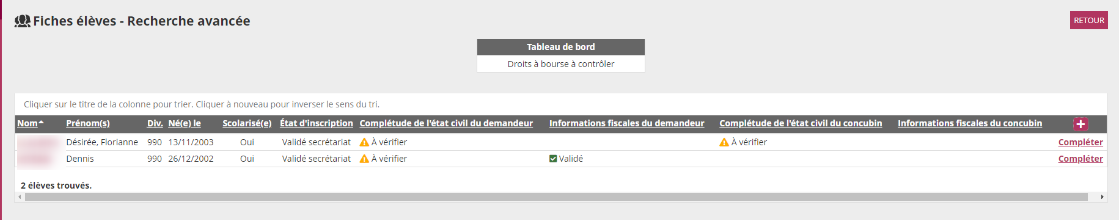 Fiches élèves - Recherche avancée
RETOUR
Tableau de bord
Droits à bourse à contrôler
Cliquer sur le titre de la colonne pour trier. Cliquer à nouveau pour inverser le sens du tri.
Nom Prénom(s) Div. Né(e) le Scolarisé(e) État d'inscription Complétude de l'état civil du demandeur Informations fiscales du demandeur Complétude de l'état civil du concubin Informations fiscales du concubin +
Désirée, Florianne 990 13/11/2003 Oui Validé secrétariat À vérifier À vérifier Compléter
Dennis 990 26/12/2002 Oui Validé secrétariat À vérifier Validé Compléter
2 élèves trouvés.